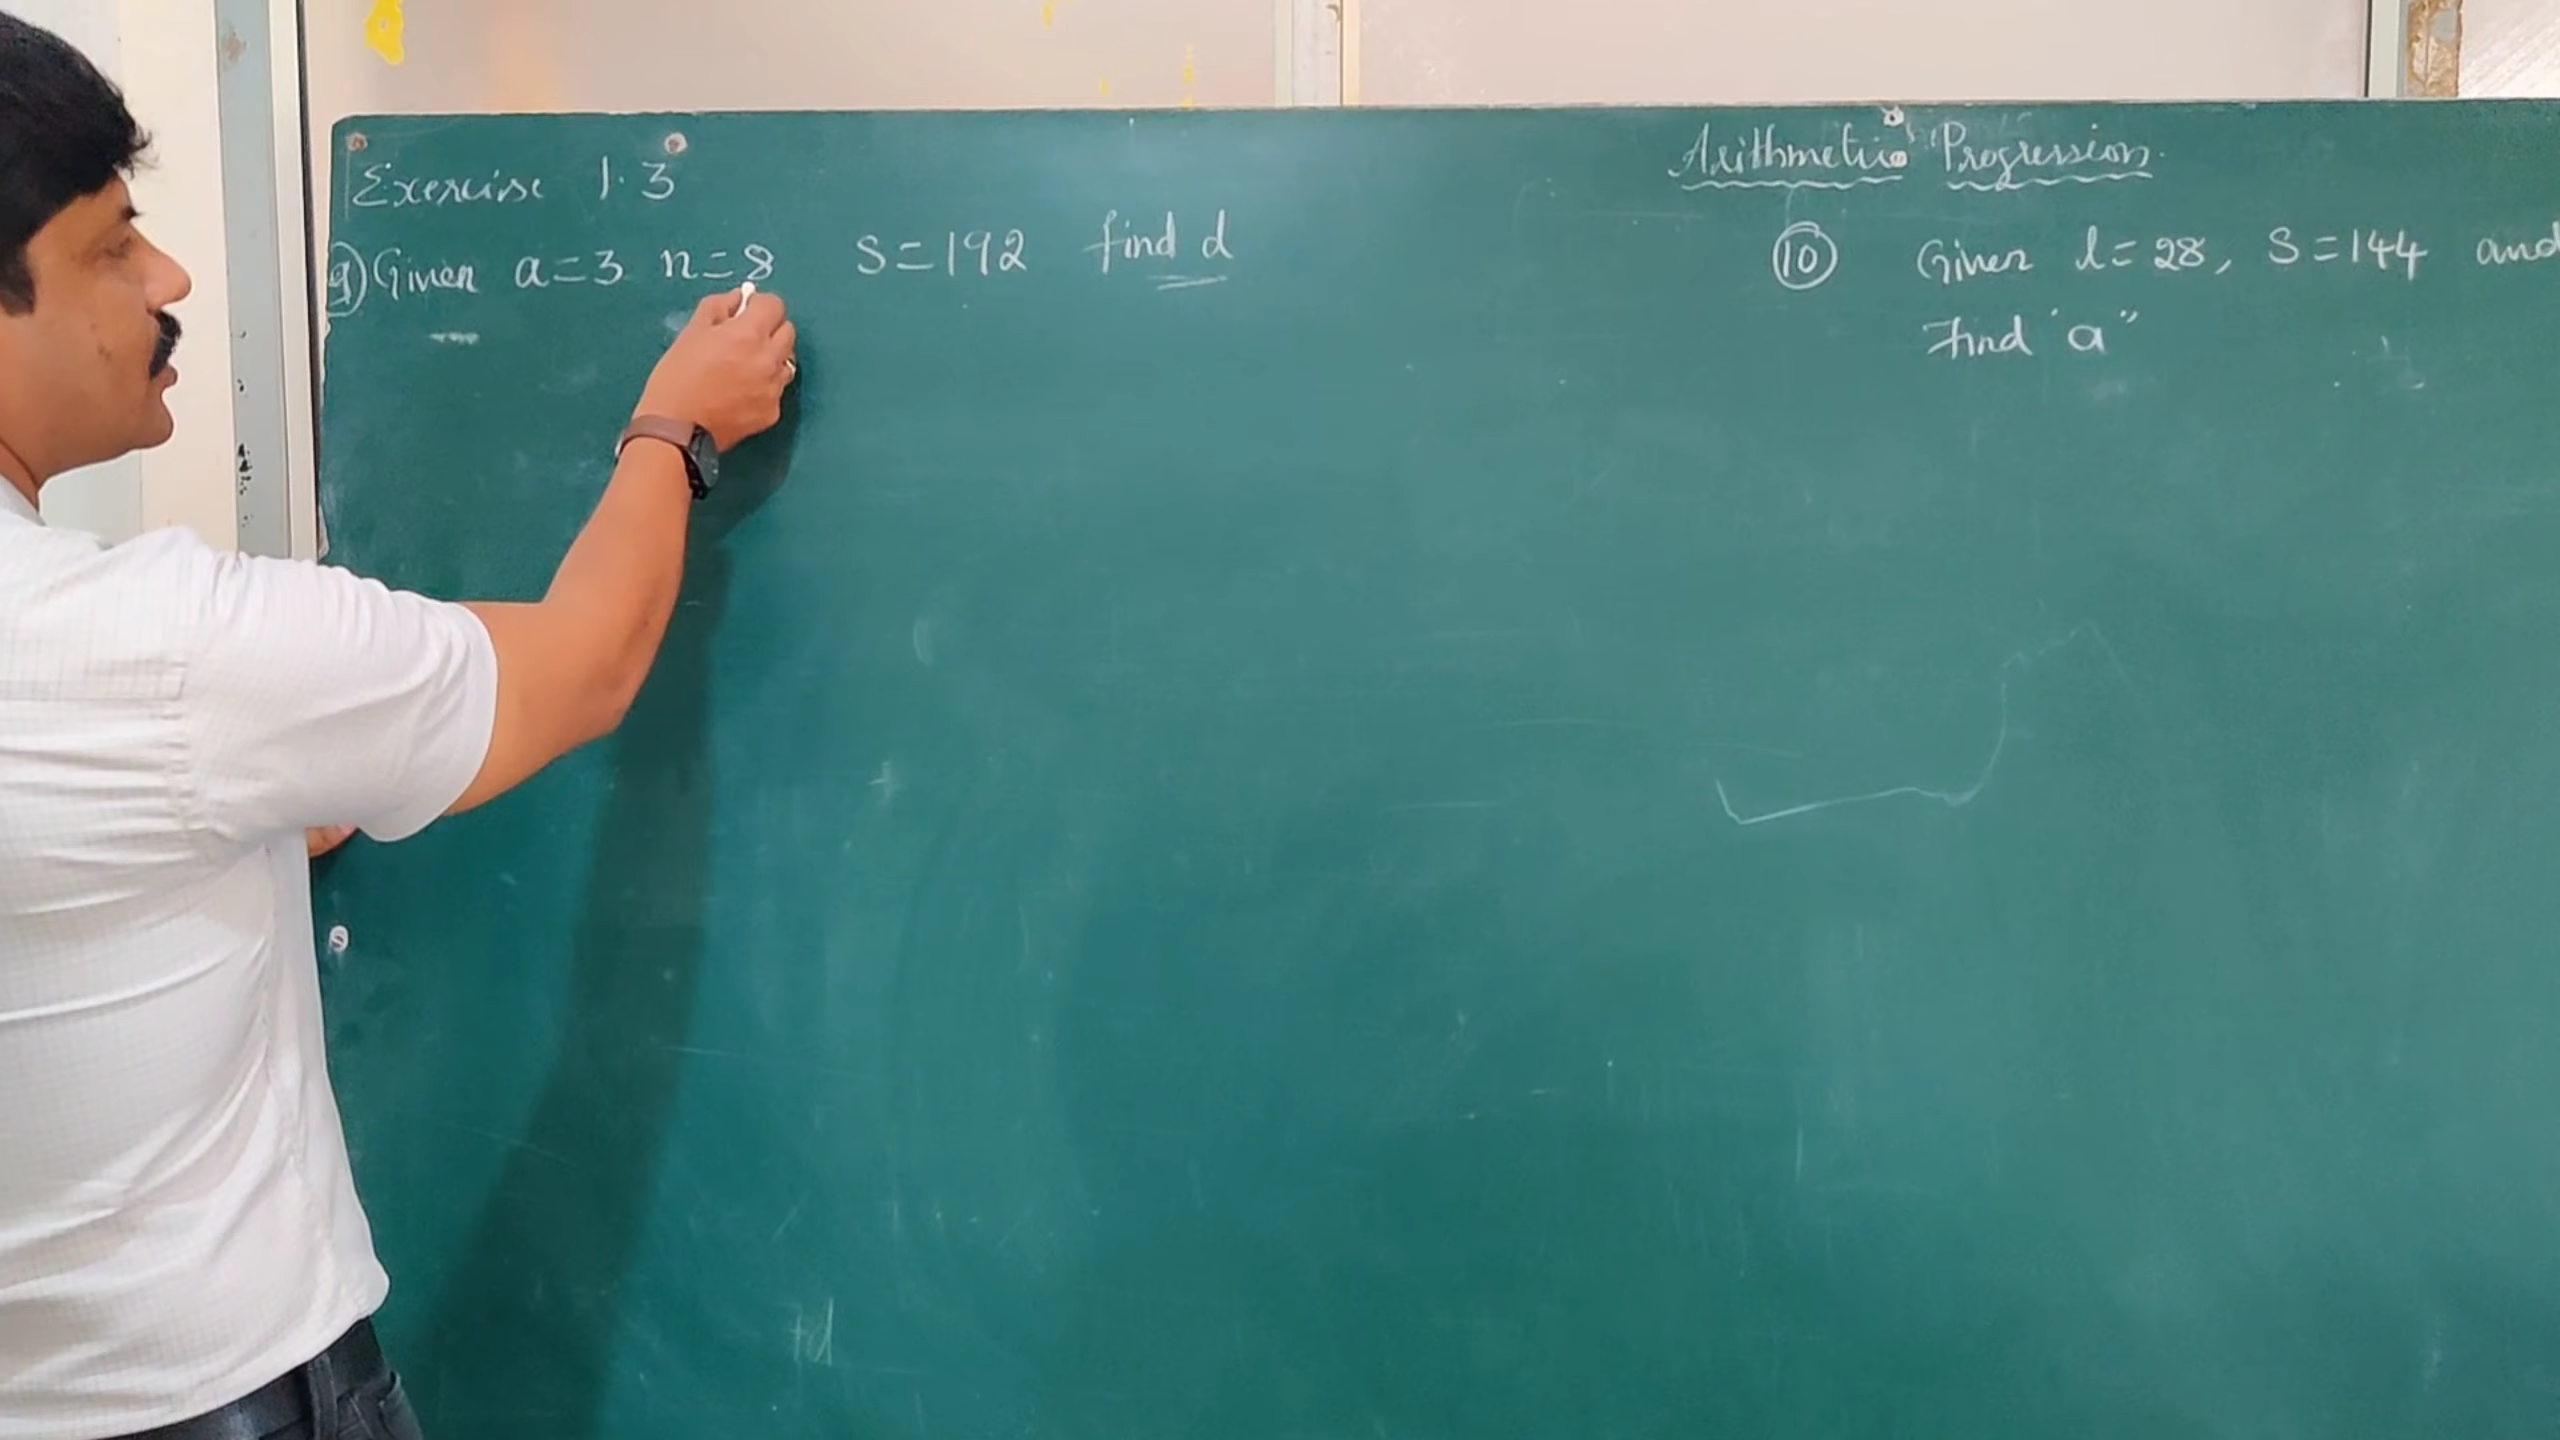 Exercise 1.3
9) Given a=3 n=8 S=192 find d
Arithmetic Progression.
10 Given l=28, S=144 and
Find "a"
+d